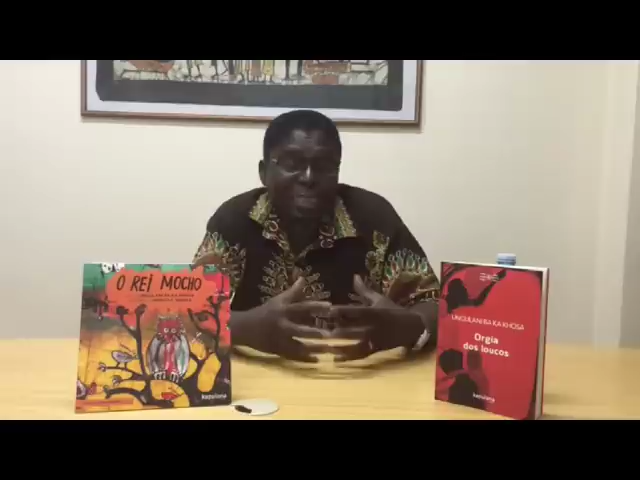 O REI MOCHO
kapulana
UNGULANI BA KA KHOSA
Orgia
dos loucos
kapulana